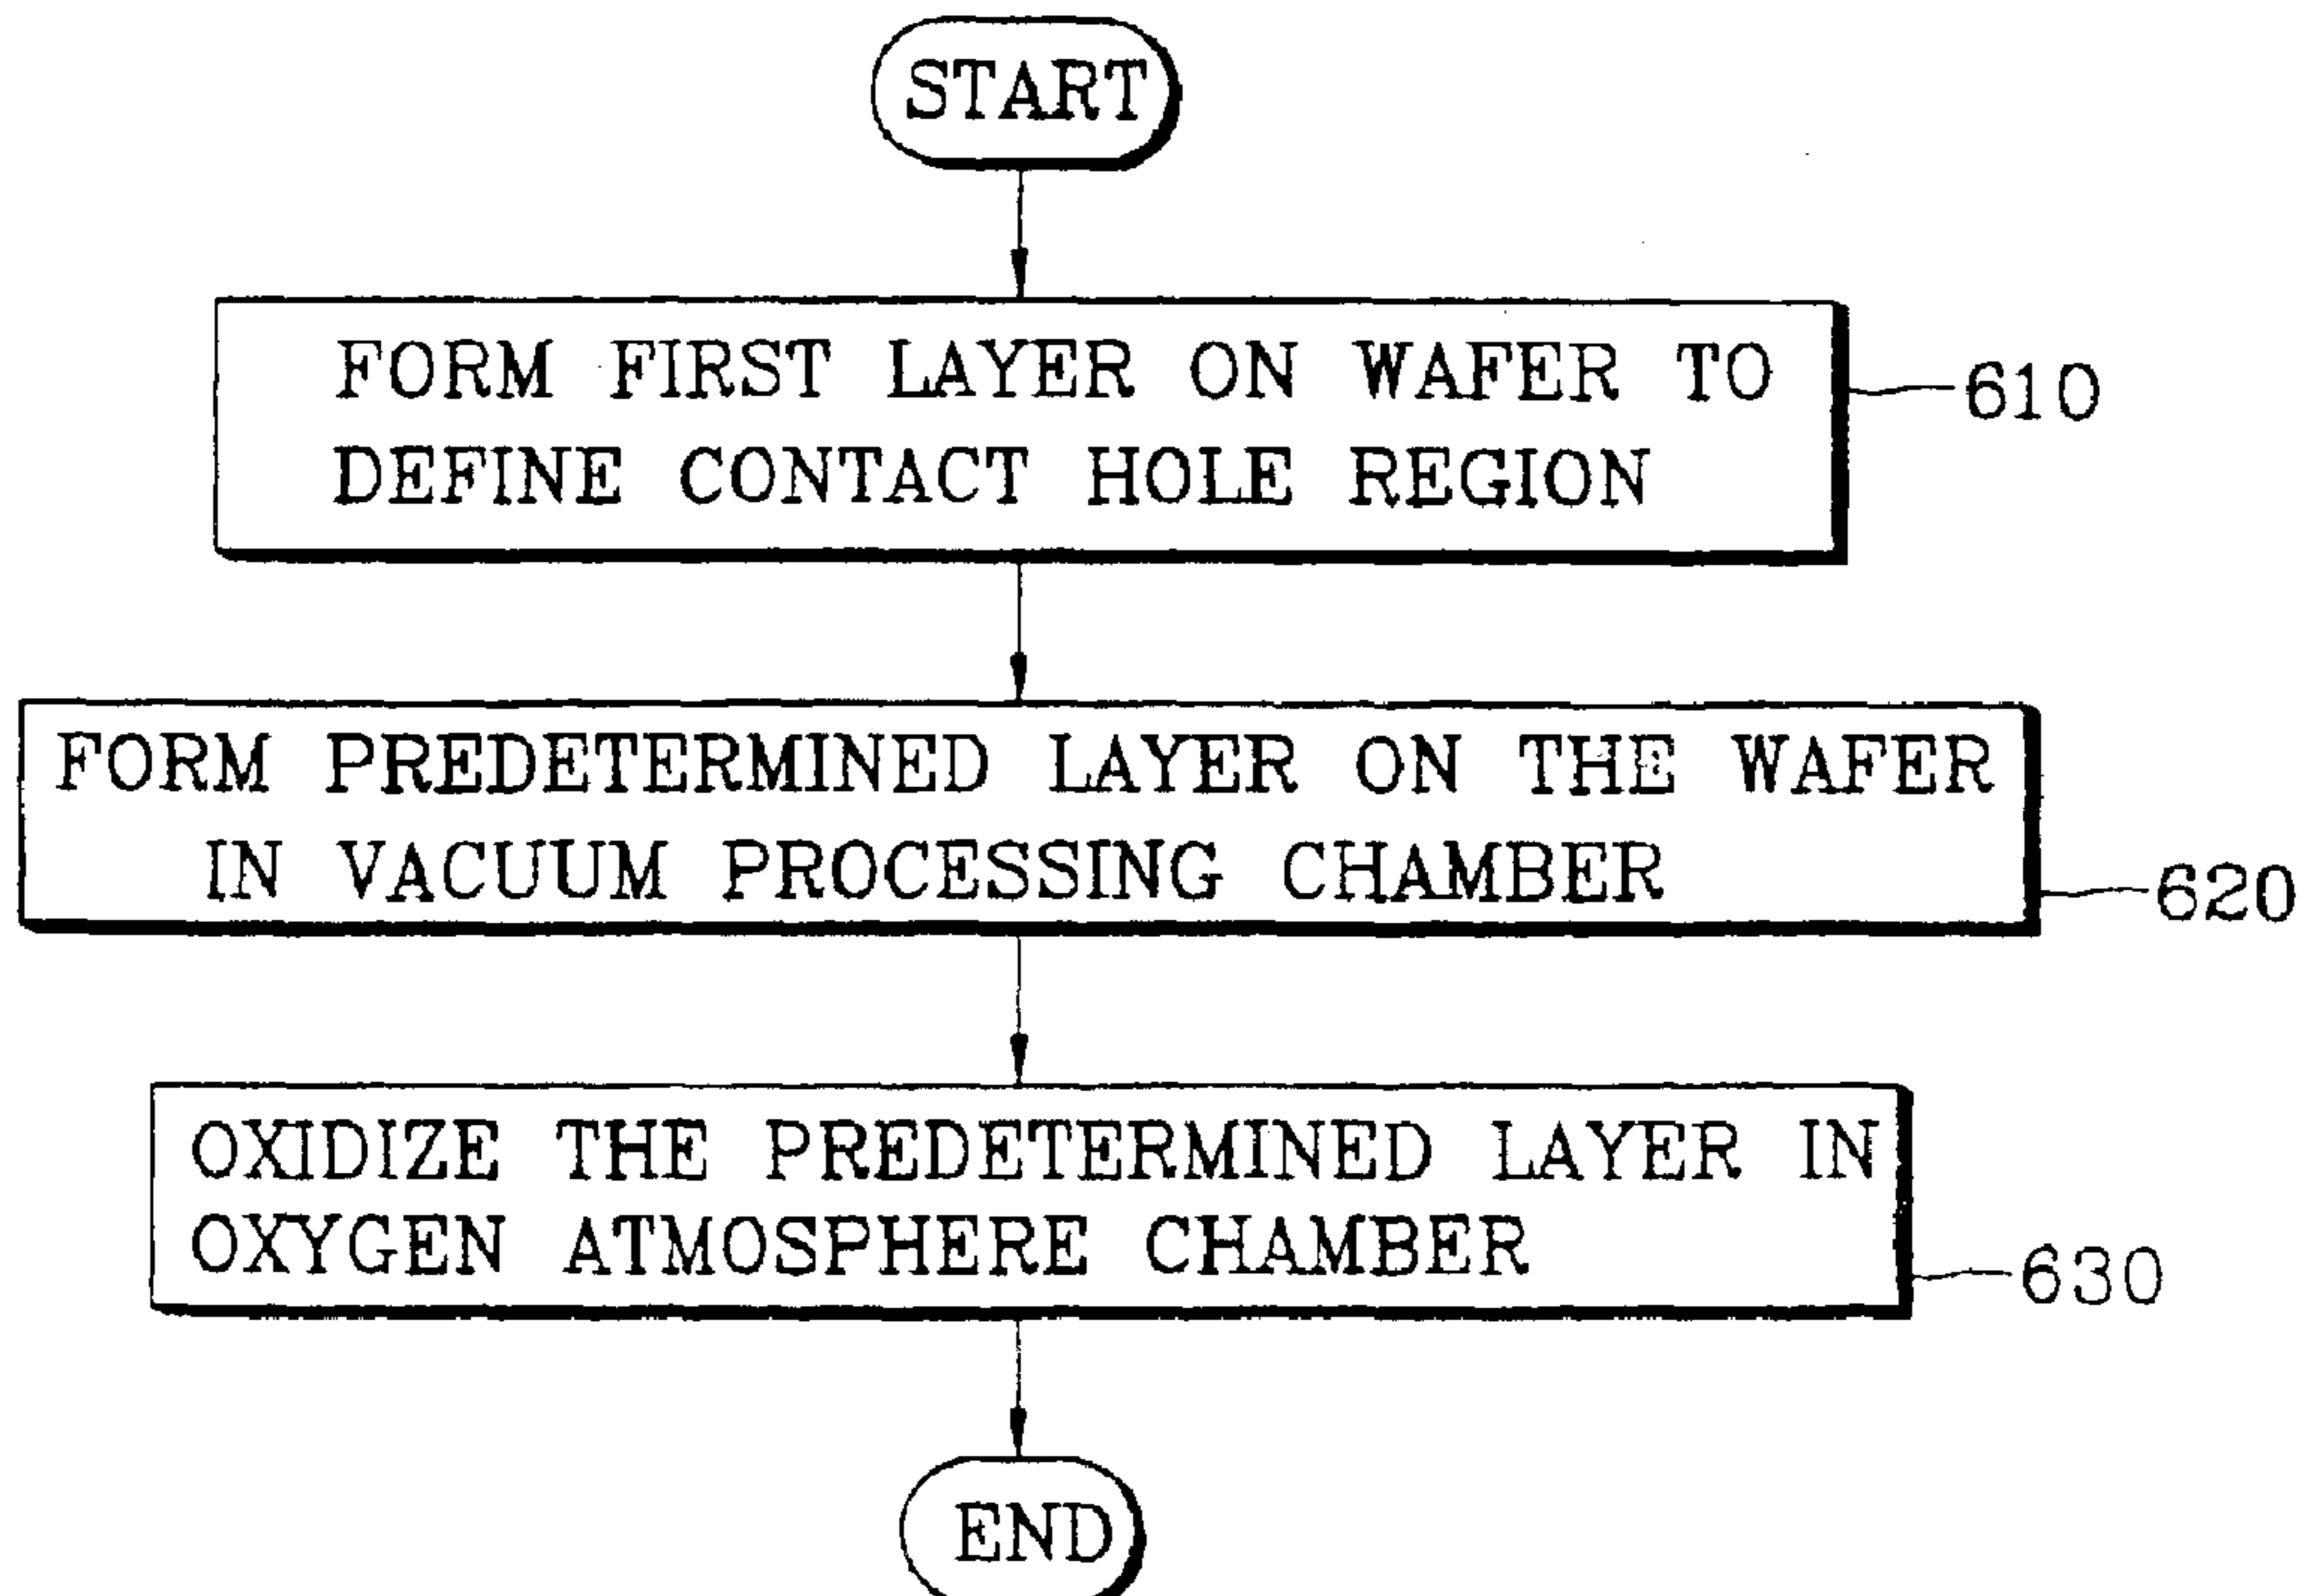 START
FORM FIRST LAYER ON WAFER TO
DEFINE CONTACT HOLE REGION
610
FORM PREDETERMINED LAYER ON THE WAFER
IN VACUUM PROCESSING CHAMBER
620
OXIDIZE THE PREDETERMINED LAYER IN
OXYGEN ATMOSPHERE CHAMBER
630
END